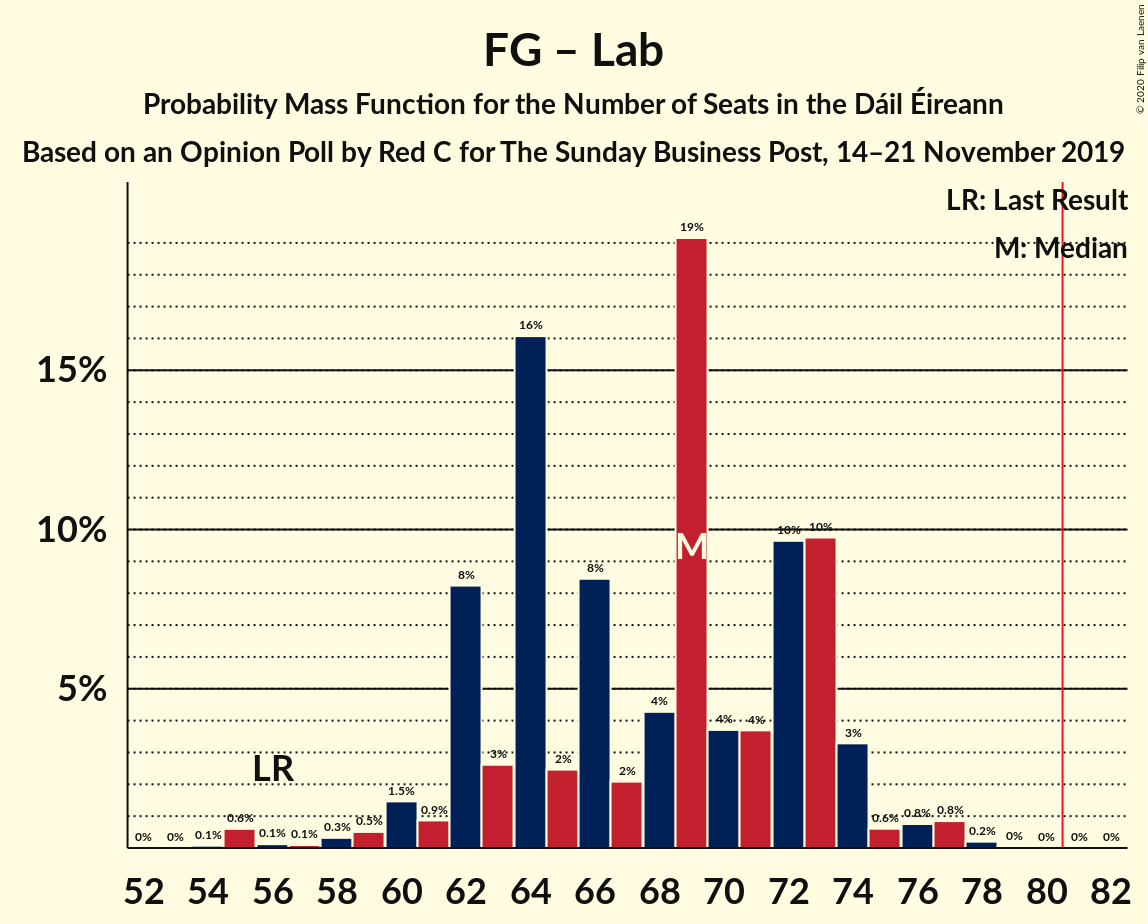 FG – Lab
Probability Mass Function for the Number of Seats in the Dáil Éireann
Based on an Opinion Poll by Red C for The Sunday Business Post, 14–21 November 2019
© 2020 Filip van Laenen
LR: Last Result
M: Median
15%
10%
5%
0% 0% 0.1% 0.6% 0.1% 0.1% 0.3% 0.5% 1.5% 0.9% 8% 3% 16% 2% 8% 2% 4% 19% 4% 4% 10% 10% 3% 0.6% 0.8% 0.8% 0.2% 0% 0% 0% 0%
LR
M
52 54 56 58 60 62 64 66 68 70 72 74 76 78 80 82